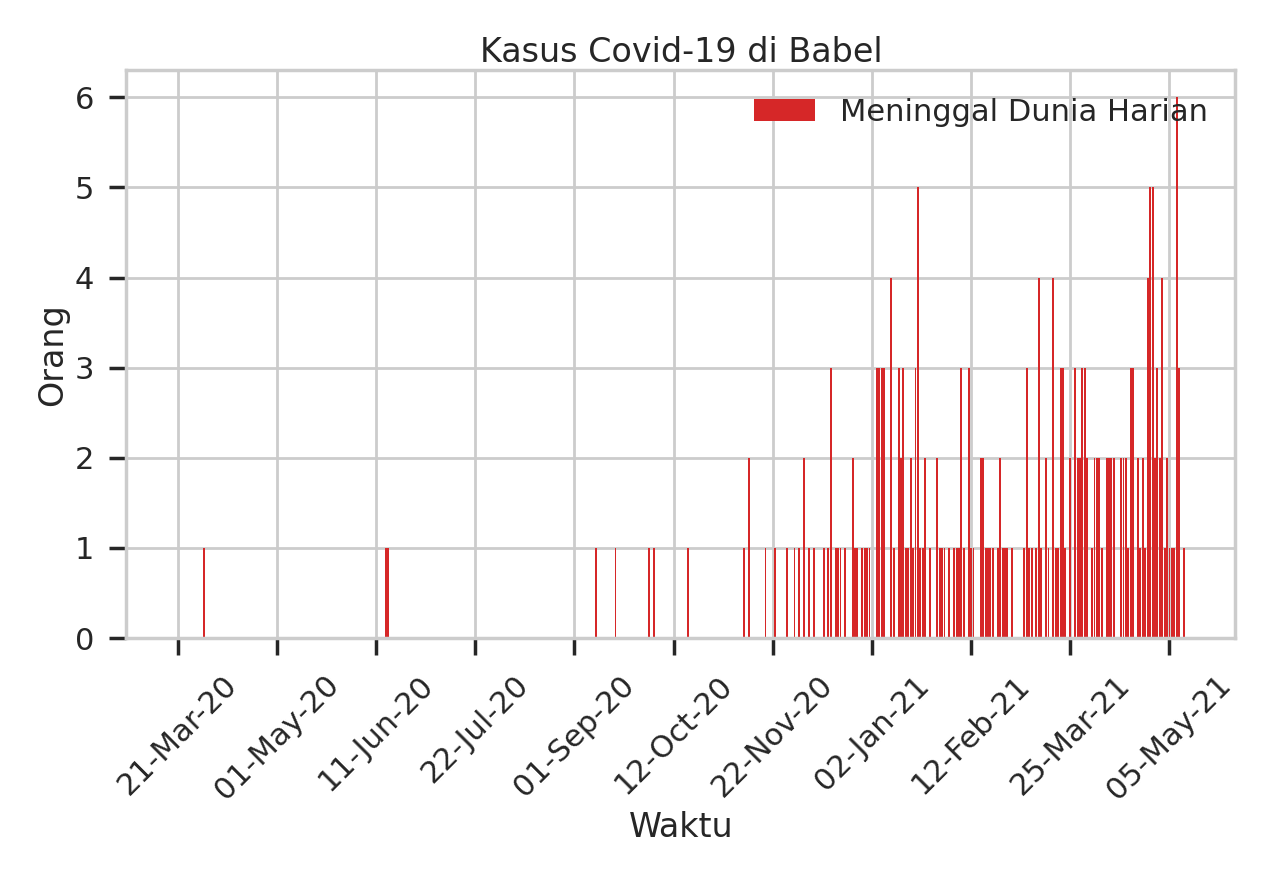 Kasus Covid-19 di Babel
Meninggal Dunia Harian
Orang
6
5
4
3
2
1
0
21-Mar-20
01-May-20
11-Jun-20
22-Jul-20
01-Sep-20
12-Oct-20
22-Nov-20
02-Jan-21
12-Feb-21
25-Mar-21
05-May-21
Waktu